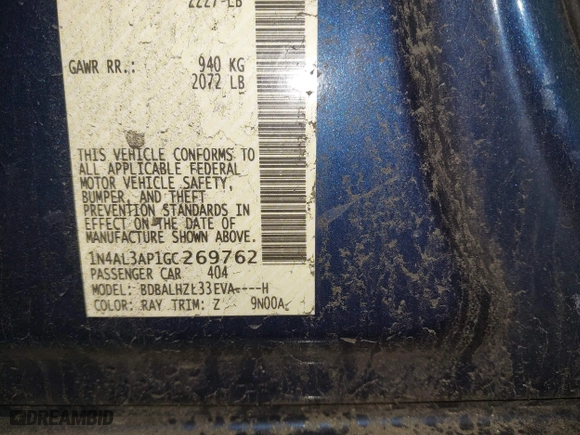 2227 LB
GAWR RR.: 940 KG
2072 LB
THIS VEHICLE CONFORMS TO
ALL APPLICABLE FEDERAL
MOTOR VEHICLE SAFETY,
BUMPER, AND THEFT
PREVENTION STANDARDS IN
EFFECT ON THE DATE OF
MANUFACTURE SHOWN ABOVE.
1N4AL3AP1GC269762
PASSENGER CAR 404
MODEL: BDBALHZL33EVA----H
COLOR: RAY TRIM: Z 9N00A
DREAMBID